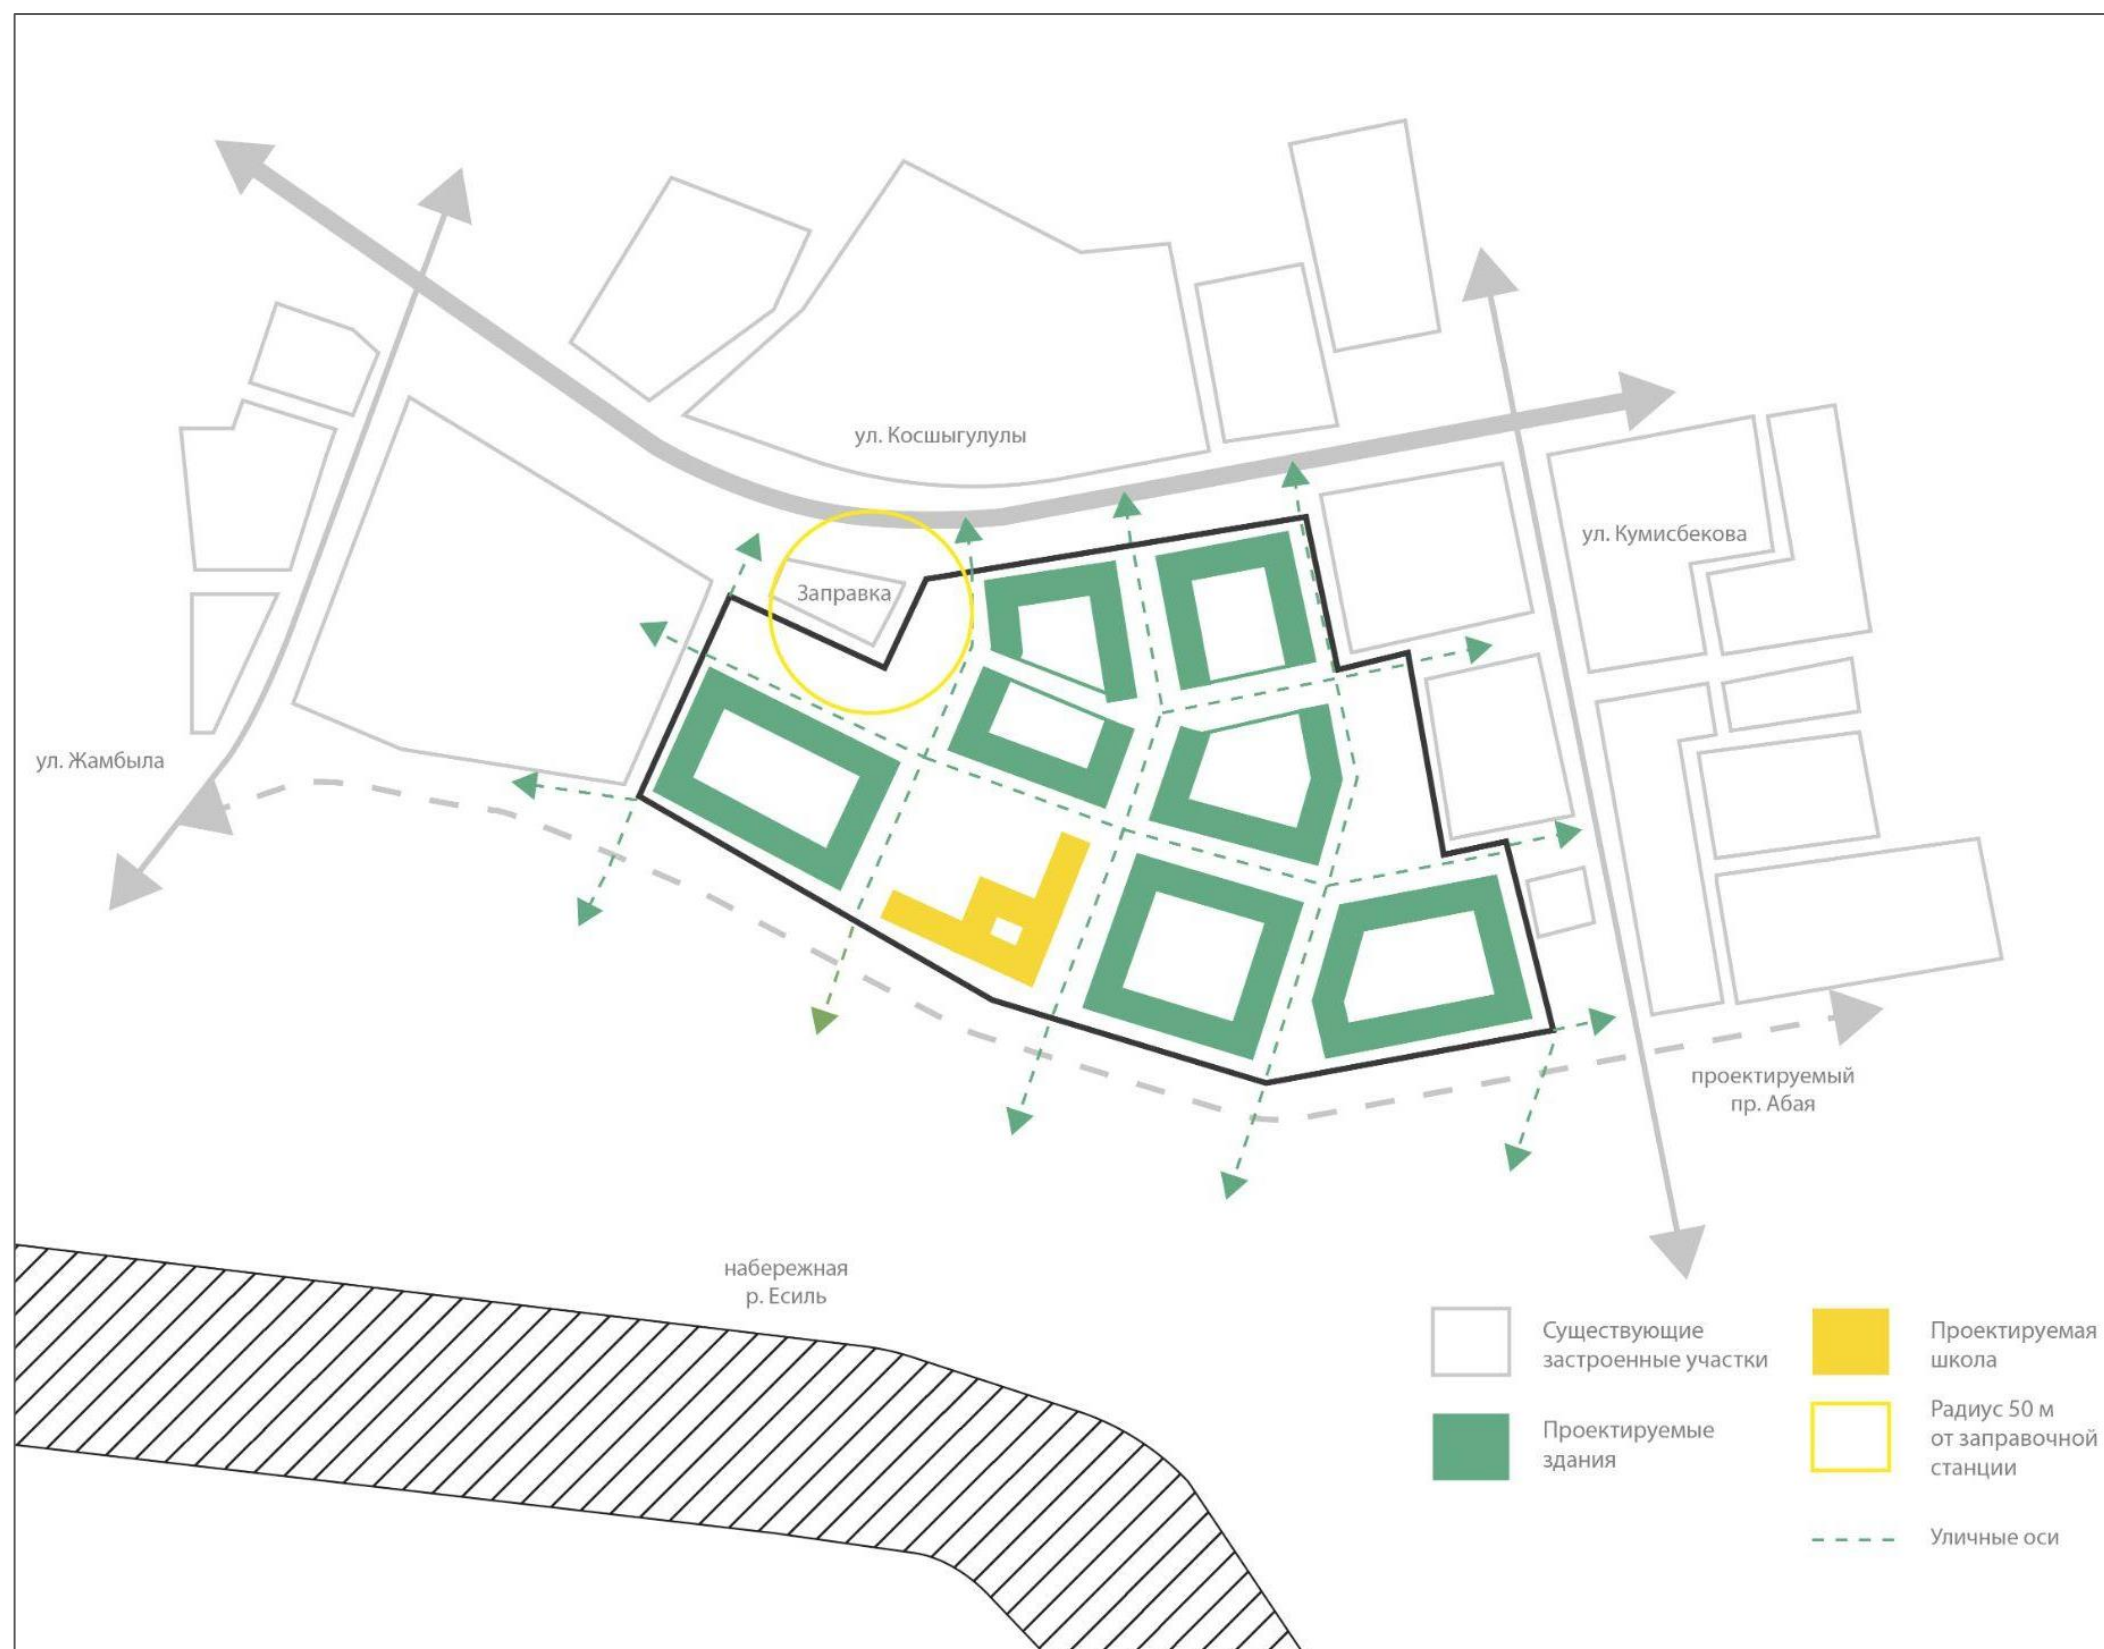 ул. Косшыгулулы
ул. Кумисбекова
Заправка
ул. Жамбыла
проектируемый
пр. Абая
набережная
р. Есиль
Существующие
застроенные участки
Проектируемые
здания
Проектируемая
школа
Радиус 50 м
от заправочной
станции
Уличные оси